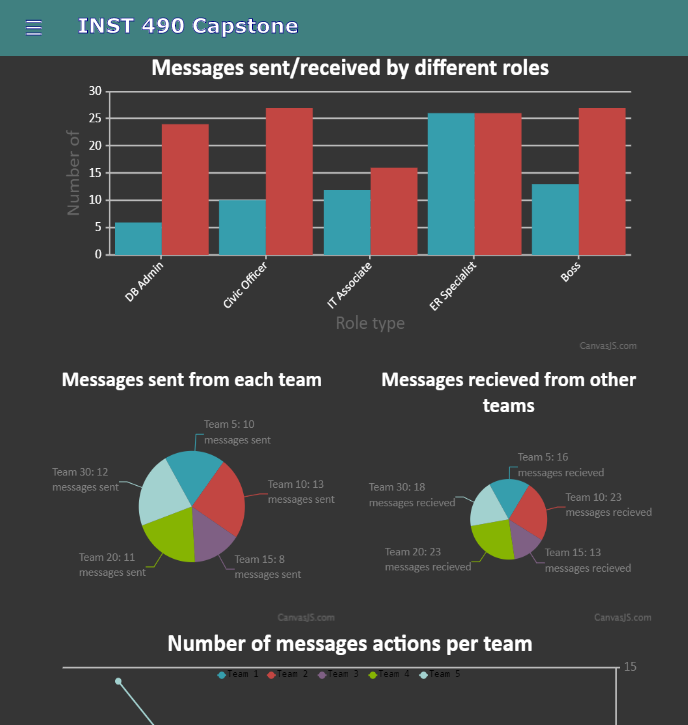 INST 490 Capstone
Messages sent/received by different roles
30
25
20
15
10
5
0
Number of
DB Admin
Civic Officer
IT Associate
ER Specialist
Boss
Role type
CanvasJS.com
Messages sent from each team
Team 5: 10
messages sent
Team 10: 13
messages sent
Team 15: 8
messages sent
Team 20: 11
messages sent
Team 30: 12
messages sent
CanvasJS.com
Messages recieved from other
teams
Team 5: 16
messages recieved
Team 10: 23
messages recieved
Team 15: 13
messages recieved
Team 20: 23
messages recieved
Team 30: 18
messages recieved
CanvasJS.com
Number of messages actions per team
Team 1 Team 2 Team 3 Team 4 Team 5
15